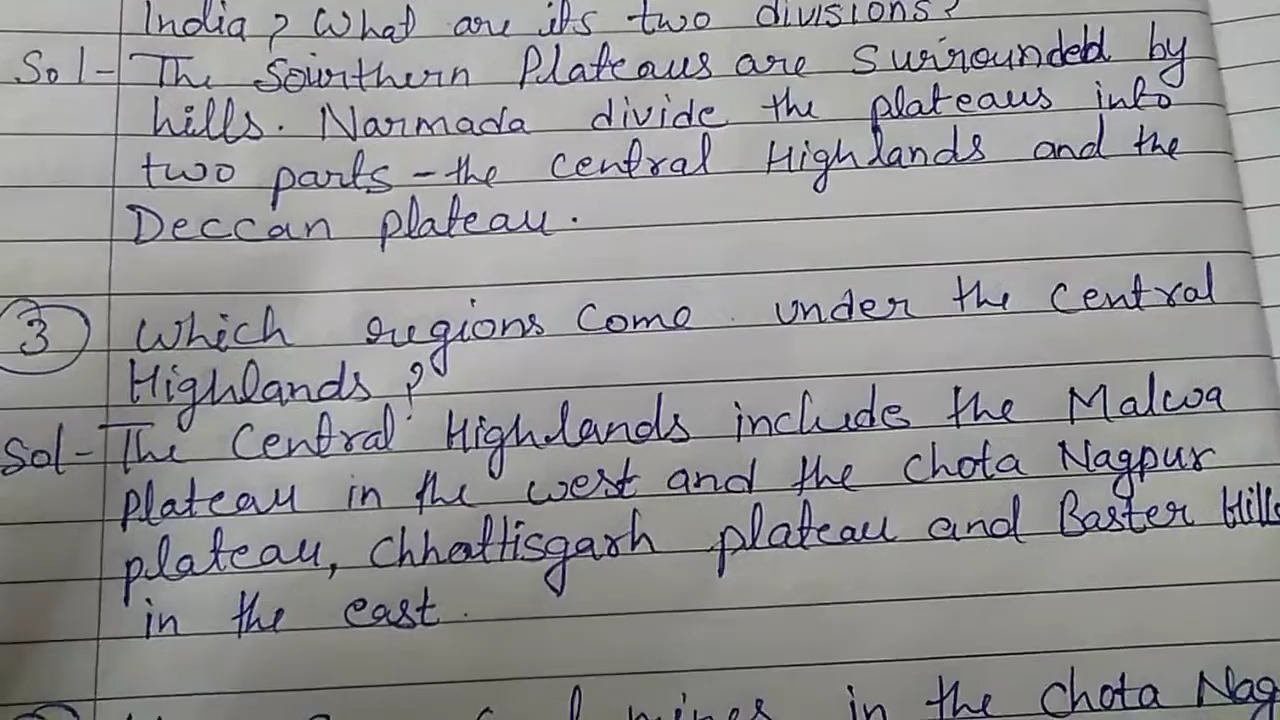 India? What are its two divisions?
Sol- The Sourthern Plateaus are Surrounded by
hills. Narmada divide the plateaus into
two parts - the central Highlands and the
Deccan plateau.
3 Which regions come under the central
Highlands?
Sol- The Central Highlands include the Malwa
plateau in the west and the chota Nagpur
plateau, Chhattisgarh plateau and Baster Hills
in the east.
mines in the chota Nag